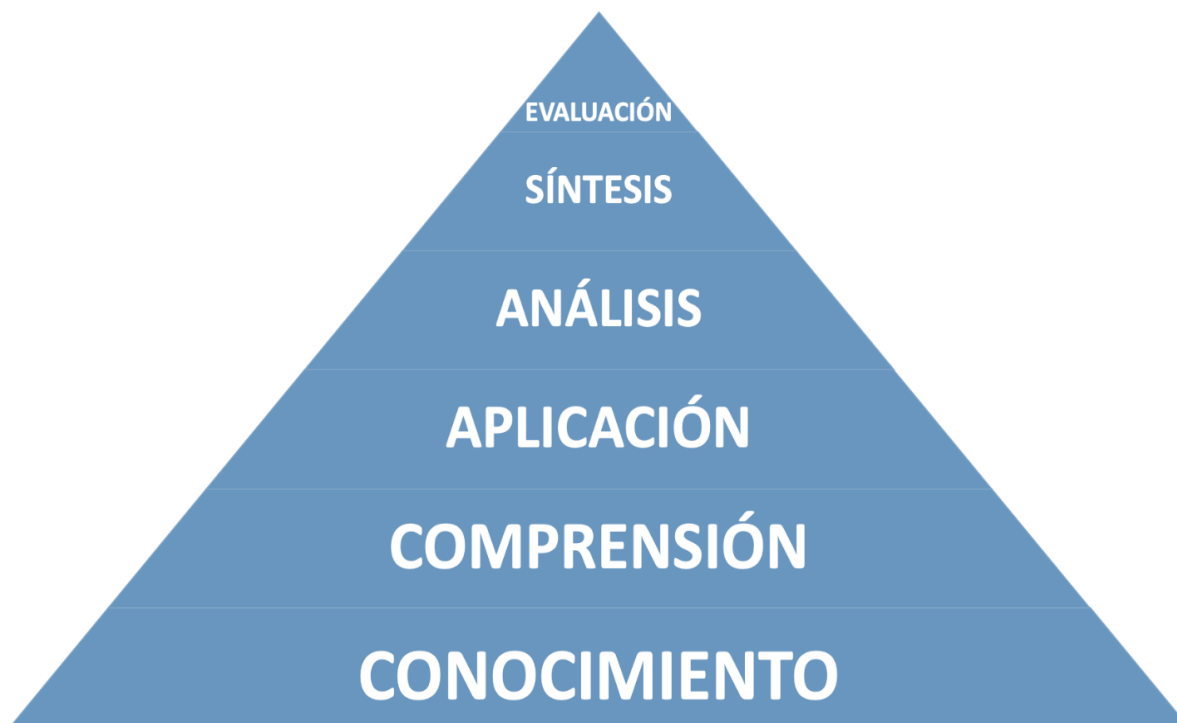 EVALUACIÓN
SÍNTESIS
ANÁLISIS
APLICACIÓN
COMPRENSIÓN
CONOCIMIENTO